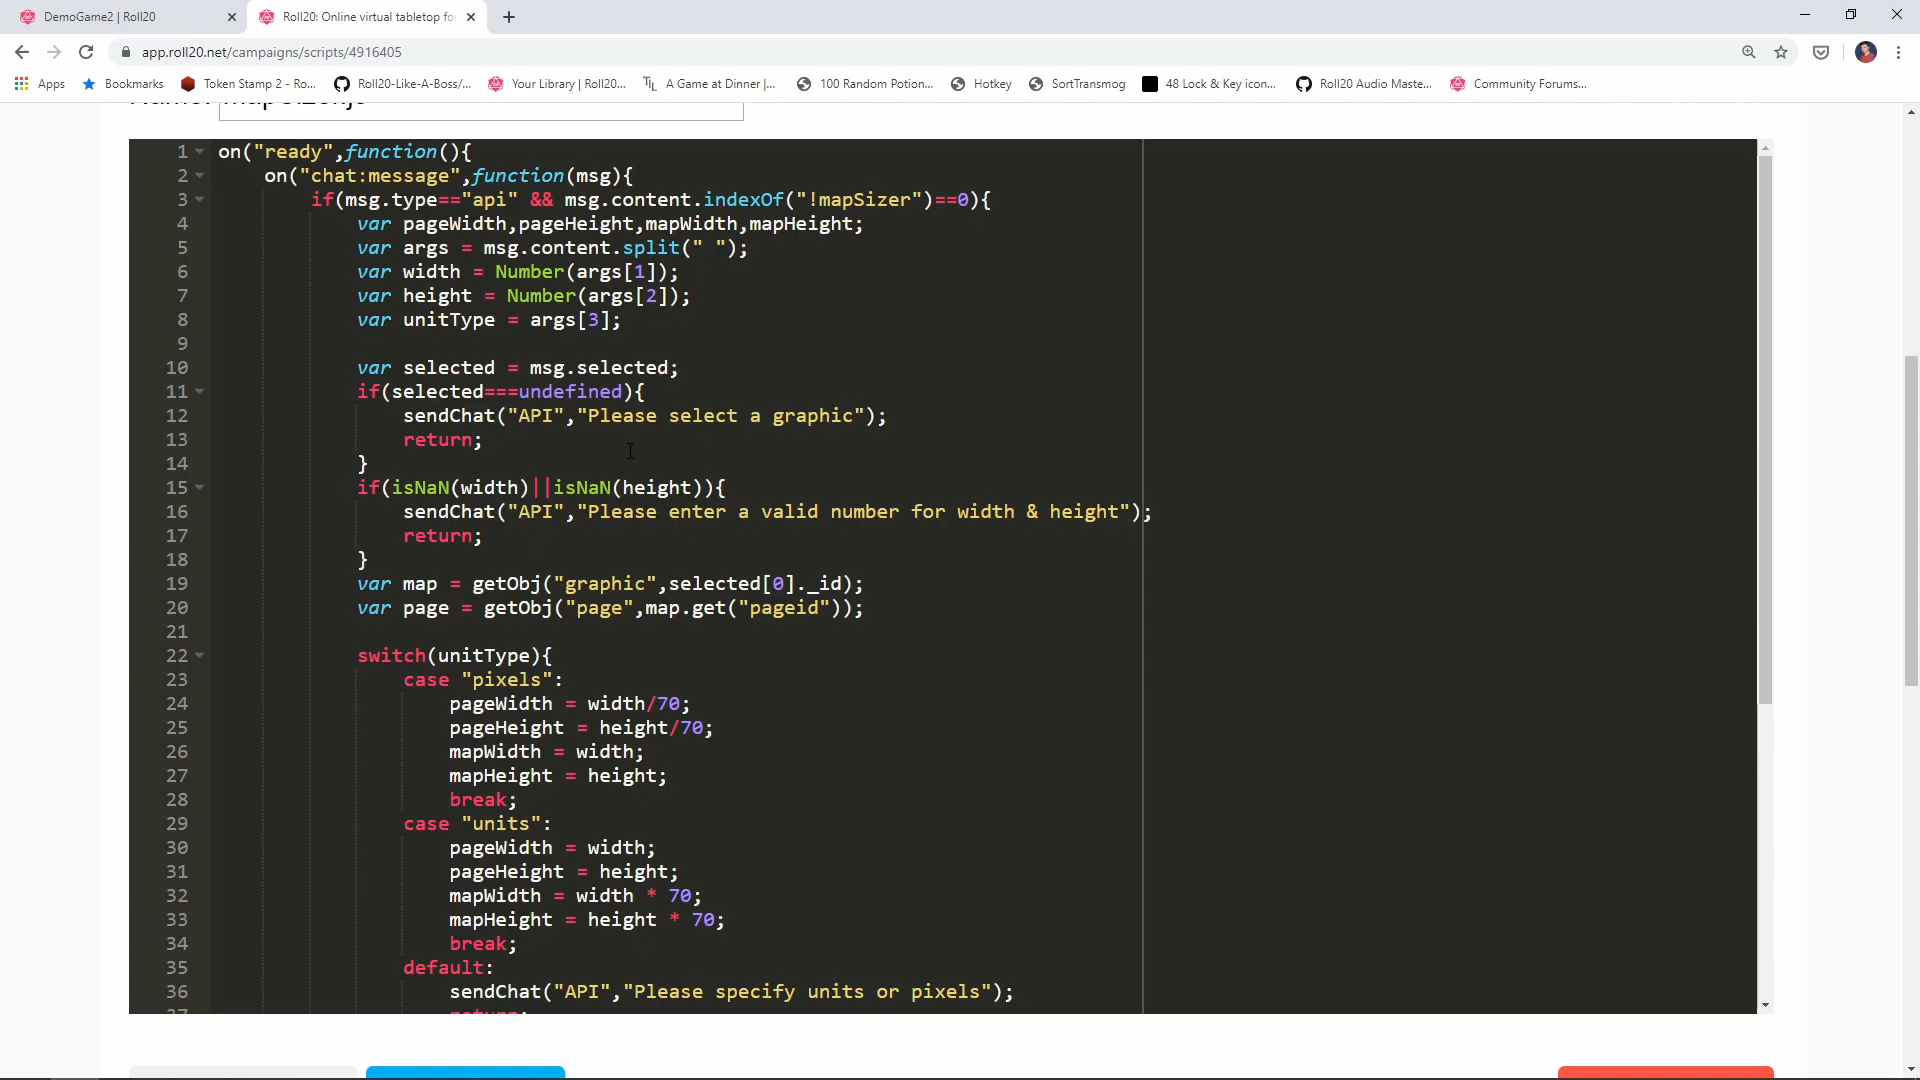 DemoGame2 | Roll20
Roll20: Online virtual tabletop fo
app.roll20.net/campaigns/scripts/4916405
Apps
Bookmarks
Token Stamp 2 - Ro...
Roll20-Like-A-Boss/...
Your Library | Roll20...
A Game at Dinner |...
100 Random Potion...
Hotkey
SortTransmog
48 Lock & Key icon...
Roll20 Audio Maste...
Community Forums...
1 on("ready",function(){
2 on("chat:message",function(msg){
3 if(msg.type=="api" && msg.content.indexOf("!mapSizer")==0){
4 var pageWidth,pageHeight,mapWidth,mapHeight;
5 var args = msg.content.split(" ");
6 var width = Number(args[1]);
7 var height = Number(args[2]);
8 var unitType = args[3];
9
10 var selected = msg.selected;
11 if(selected===undefined){
12 sendChat("API","Please select a graphic");
13 return;
14 }
15 if(isNaN(width)||isNaN(height)){
16 sendChat("API","Please enter a valid number for width & height");
17 return;
18 }
19 var map = getObj("graphic",selected[0]._id);
20 var page = getObj("page",map.get("pageid"));
21
22 switch(unitType){
23 case "pixels":
24 pageWidth = width/70;
25 pageHeight = height/70;
26 mapWidth = width;
27 mapHeight = height;
28 break;
29 case "units":
30 pageWidth = width;
31 pageHeight = height;
32 mapWidth = width * 70;
33 mapHeight = height * 70;
34 break;
35 default:
36 sendChat("API","Please specify units or pixels");